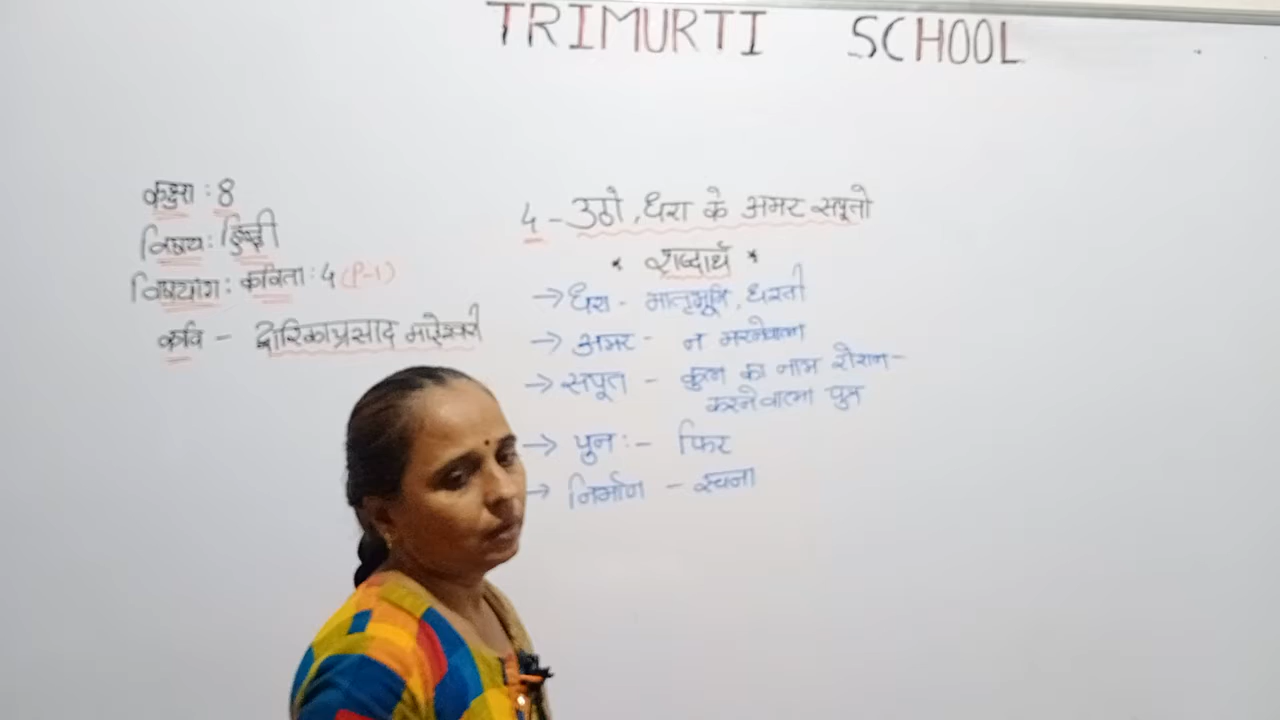 TRIMURTI SCHOOL
कक्षा : 8
विषय : हिन्दी
विषयांग : कविता : 4 (P-1)
कवि - द्वारिकाप्रसाद माहेश्वरी
4 - उठो, धरा के अमर सपूतो
* शब्दार्थ *
→ धरा - मातृभूमि, धरती
→ अमर - न मरनेवाला
→ सपूत - कुल का नाम रोशन -
करनेवाला पुत्र
→ पुनः - फिर
→ निर्माण - रचना